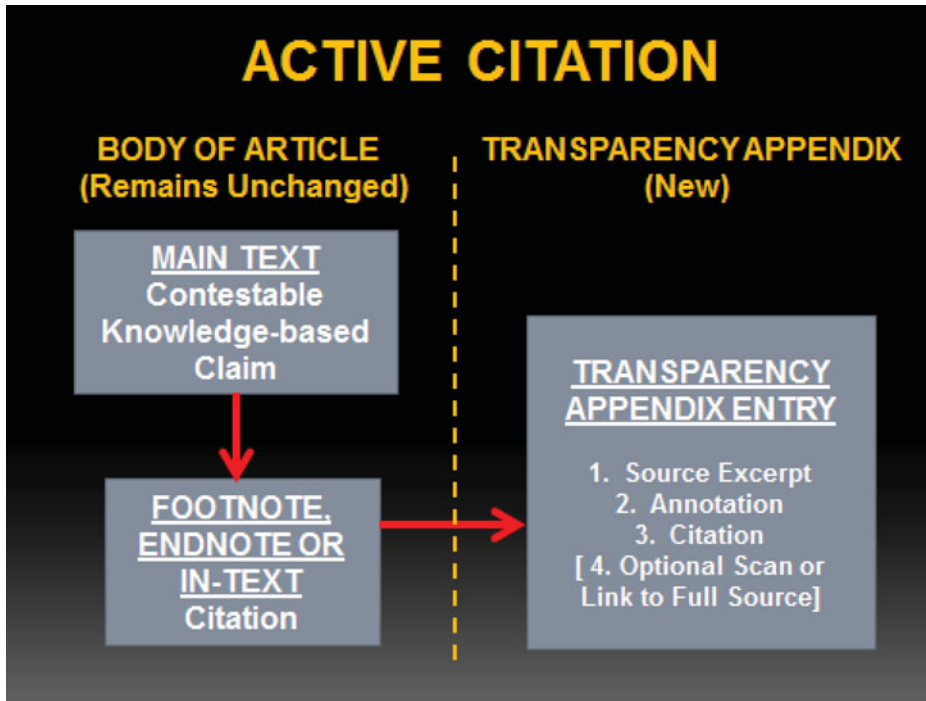 ACTIVE CITATION
BODY OF ARTICLE
(Remains Unchanged)
MAIN TEXT
Contestable
Knowledge-based
Claim
FOOTNOTE,
ENDNOTE OR
IN-TEXT
Citation
TRANSPARENCY APPENDIX
(New)
TRANSPARENCY
APPENDIX ENTRY
1. Source Excerpt
2. Annotation
3. Citation
[ 4. Optional Scan or
Link to Full Source]